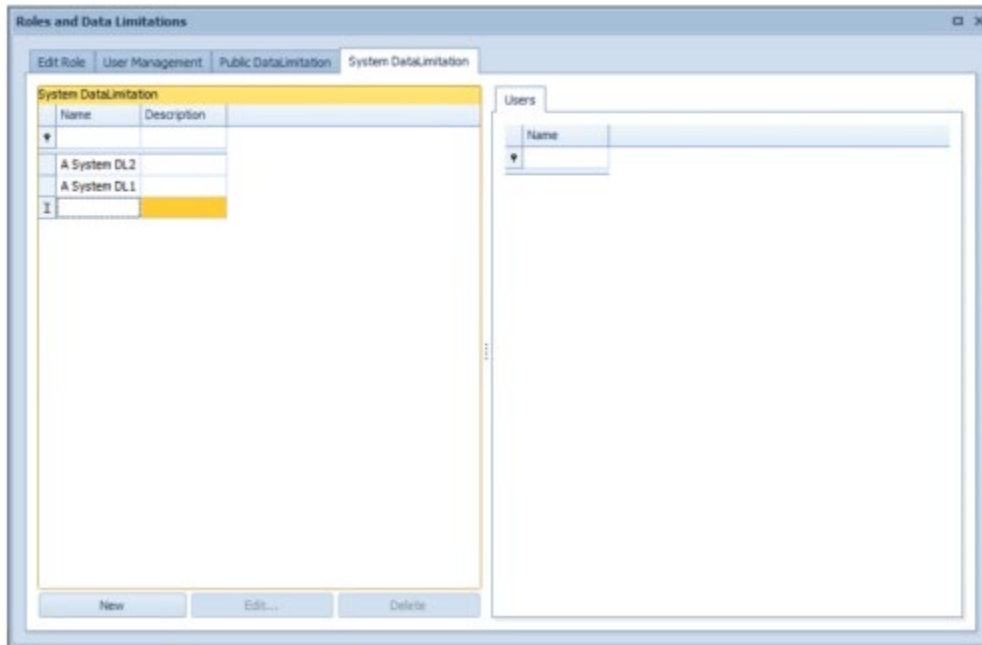 Roles and Data Limitations
Edit Role User Management Public DataLimitation System DataLimitation
System DataLimitation
Name Description
A System DL2
A System DL1
New Edit... Delete
Users
Name